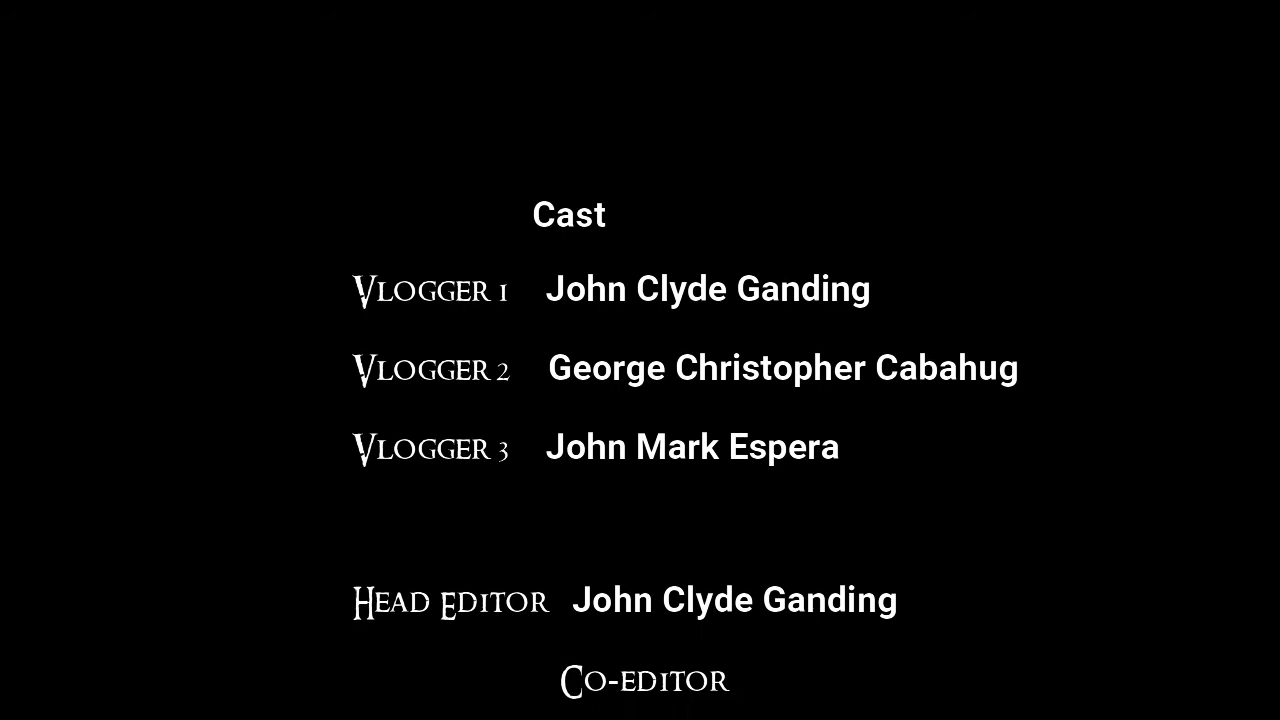 Cast
Vlogger 1 John Clyde Ganding
Vlogger 2 George Christopher Cabahug
Vlogger 3 John Mark Espera
Head Editor John Clyde Ganding
Co-editor